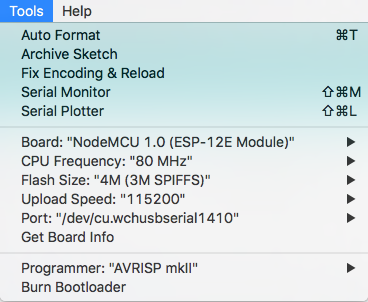 Tools Help
Auto Format ⌘T
Archive Sketch
Fix Encoding & Reload
Serial Monitor ⇧⌘M
Serial Plotter ⇧⌘L
Board: "NodeMCU 1.0 (ESP-12E Module)" ▶
CPU Frequency: "80 MHz" ▶
Flash Size: "4M (3M SPIFFS)" ▶
Upload Speed: "115200" ▶
Port: "/dev/cu.wchusbserial1410" ▶
Get Board Info
Programmer: "AVRISP mkII" ▶
Burn Bootloader